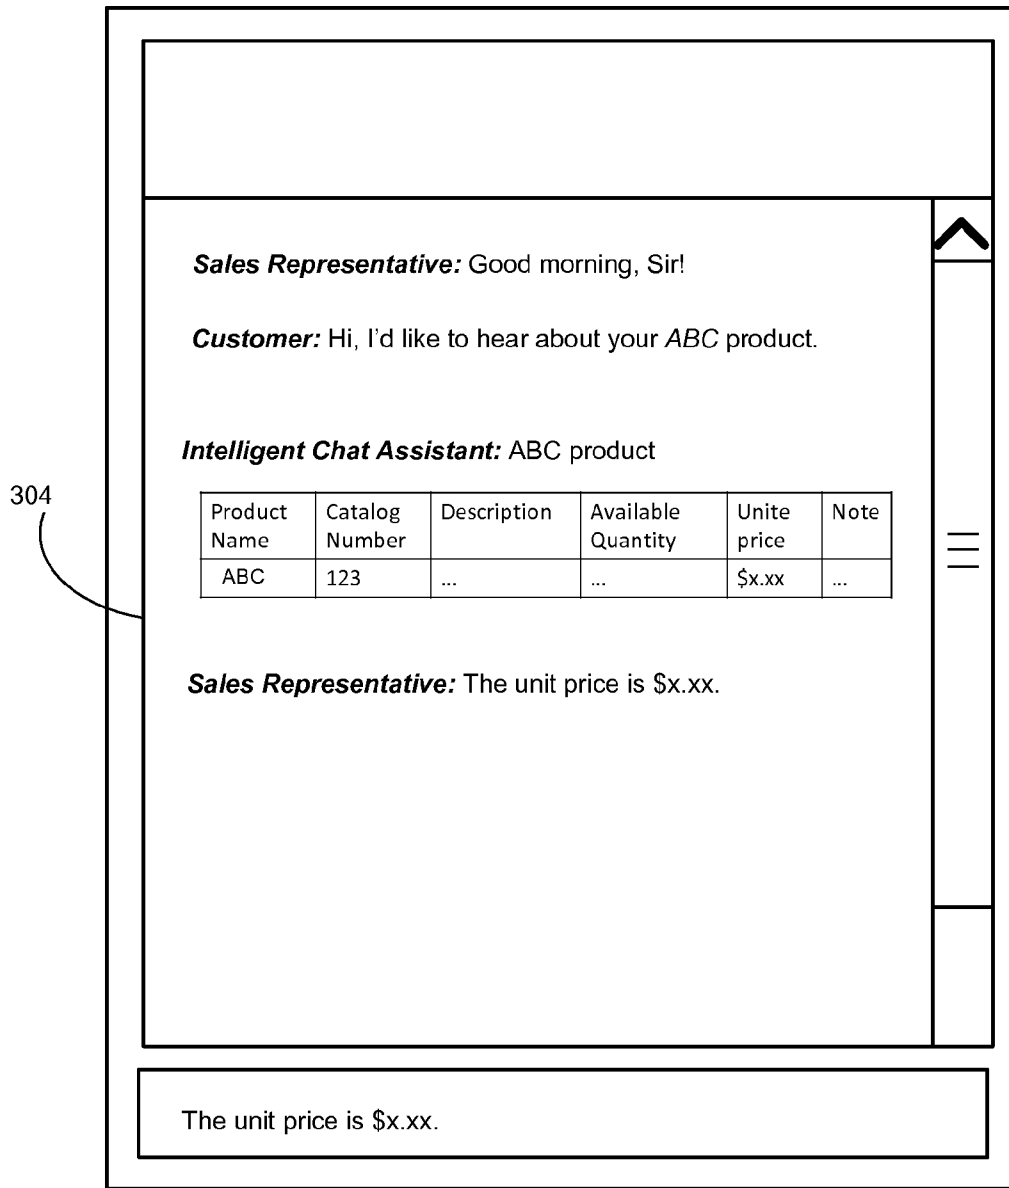 Sales Representative: Good morning, Sir!
Customer: Hi, I'd like to hear about your ABC product.
Intelligent Chat Assistant: ABC product
304
Product Name Catalog Number Description Available Quantity Unite price Note
ABC 123 ... ... $x.xx ...
Sales Representative: The unit price is $x.xx.
The unit price is $x.xx.